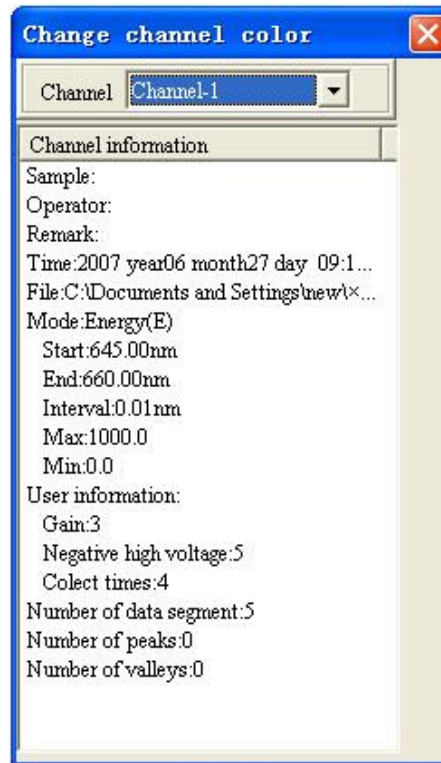 Change channel color
Channel Channel-1
Channel information
Sample:
Operator:
Remark:
Time:2007 year06 month27 day 09:1...
File:C:\Documents and Settings\new\×...
Mode:Energy(E)
Start:645.00nm
End:660.00nm
Interval:0.01nm
Max:1000.0
Min:0.0
User information:
Gain:3
Negative high voltage:5
Colect times:4
Number of data segment:5
Number of peaks:0
Number of valleys:0